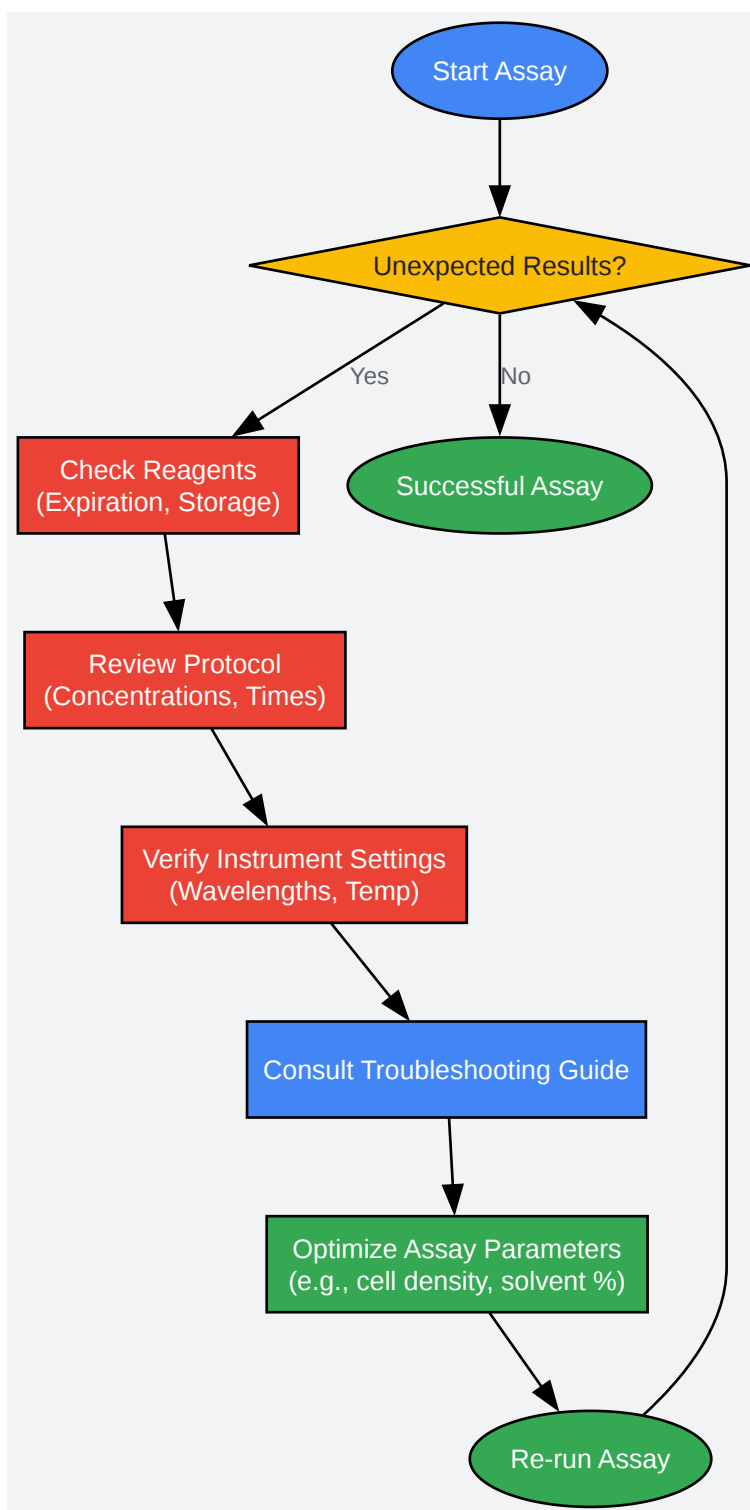 Start Assay
Unexpected Results?
Yes
No
Check Reagents
(Expiration, Storage)
Successful Assay
Review Protocol
(Concentrations, Times)
Verify Instrument Settings
(Wavelengths, Temp)
Consult Troubleshooting Guide
Optimize Assay Parameters
(e.g., cell density, solvent %)
Re-run Assay